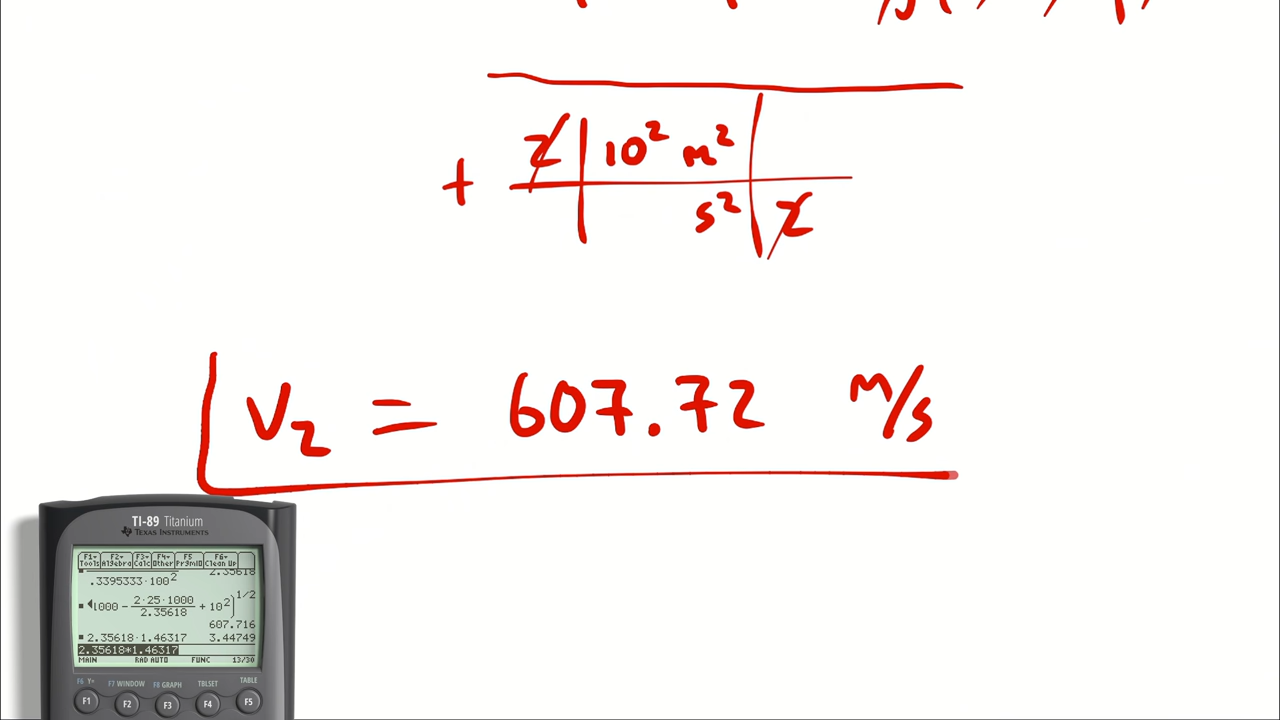 + 2 | 10² m² |
s² | 2
V₂ = 607.72 m/s
TI-89 Titanium
TEXAS INSTRUMENTS
F1▾ F2▾ F3▾ F4▾ F5 F6▾
Tools Algebra Calc Other PrgmIO Clean Up
.3395333·100² 2.35618
◂1000 - 2·25·1000 / 2.35618 + 10²)^1/2
607.716
2.35618·1.46317 3.44749
2.35618*1.46317
MAIN RAD AUTO FUNC 13/30
F6 Y= F7 WINDOW F8 GRAPH TBLSET TABLE
F1 F2 F3 F4 F5